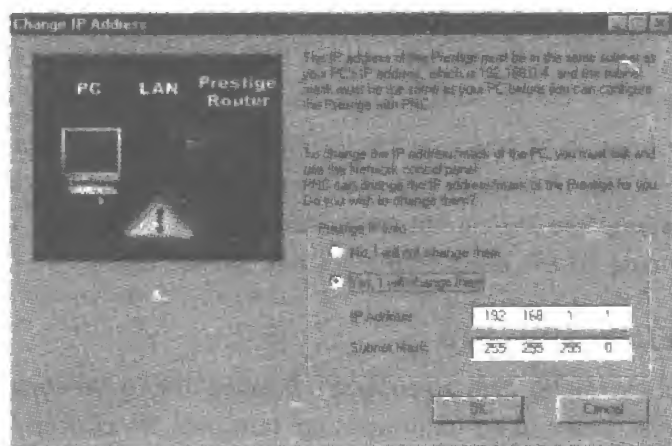 Change IP Address
PC LAN Prestige Router
The IP address of the Prestige must be in the same subnet as
your PC's IP address, which is 192.168.0.4, and the subnet
mask must be the same as your PC before you can configure
the Prestige with PNC.
To change the IP address/mask of the PC, you must exit and
use the Network control panel.
PNC can change the IP address/mask of the Prestige for you.
Do you wish to change them?
Prestige IP Info
No, I will not change them
Yes, I will change them
IP Address: 192 168 1 1
Subnet Mask: 255 255 255 0
OK Cancel